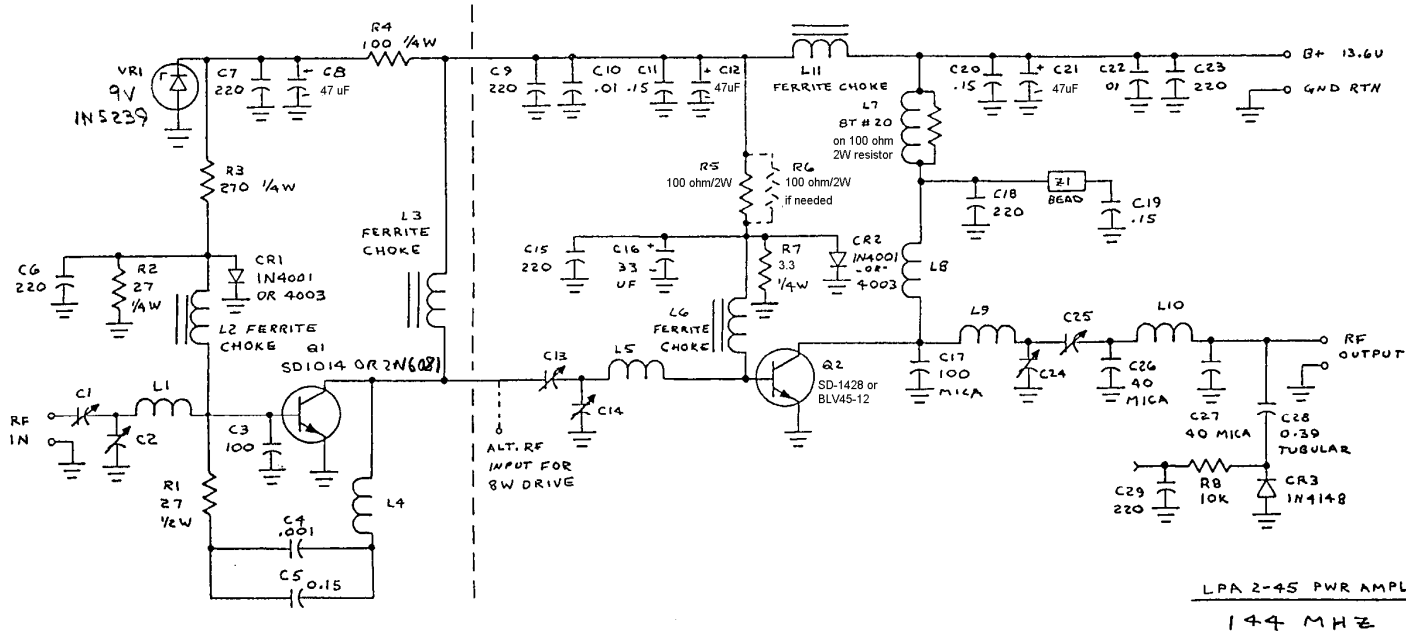 R4
100 1/4W
VR1
9V
1N5239
C7
220
C8
47 uF
C9
220
C10
.01
C11
.15
C12
47uF
L11
FERRITE CHOKE
C20
.15
C21
47uF
C22
.01
C23
220
B+ 13.6V
GND RTN
L7
8T #20
on 100 ohm
2W resistor
R3
270 1/4W
R5
100 ohm/2W
R6
100 ohm/2W
if needed
L3
FERRITE
CHOKE
C18
220
Z1
BEAD
C19
.15
C6
220
R2
27
1/4W
CR1
1N4001
OR 4003
C15
220
C16
33
UF
R7
3.3
1/4W
CR2
1N4001
-OR-
4003
L8
L2 FERRITE
CHOKE
L6
FERRITE
CHOKE
L9
C25
L10
Q1
SD1014 OR 2N6081
C13
L5
Q2
SD-1428 or
BLV45-12
C17
100
MICA
C24
C26
40
MICA
RF
OUTPUT
C1
L1
RF
IN
C2
C3
100
C14
C27
40 MICA
C28
0.39
TUBULAR
ALT. RF
INPUT FOR
8W DRIVE
R1
27
1/2W
L4
C29
220
R8
10K
CR3
1N4148
C4
.001
C5
0.15
LPA 2-45 PWR AMPL
144 MHZ